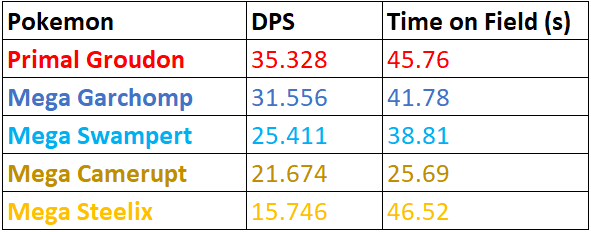 Pokemon DPS Time on Field (s)
Primal Groudon 35.328 45.76
Mega Garchomp 31.556 41.78
Mega Swampert 25.411 38.81
Mega Camerupt 21.674 25.69
Mega Steelix 15.746 46.52